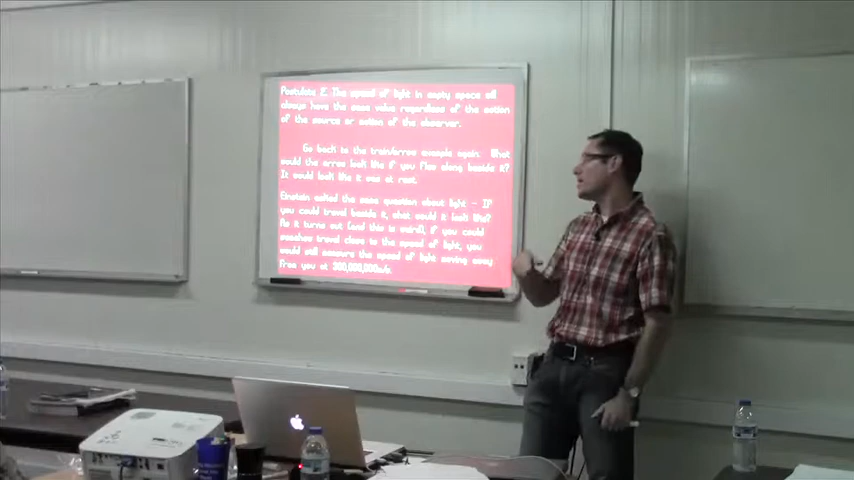 Postulate 2. The speed of light in empty space will
always have the same value regardless of the motion
of the source or motion of the observer.
Go back to the train/arrow example again. What
would the arrow look like if you flew along beside it?
It would look like it was at rest.
Einstein asked the same question about light - If
you could travel beside it, what would it look like?
As it turns out (and this is weird), if you could
somehow travel close to the speed of light, you
would still measure the speed of light moving away
from you at 300,000,000m/s.